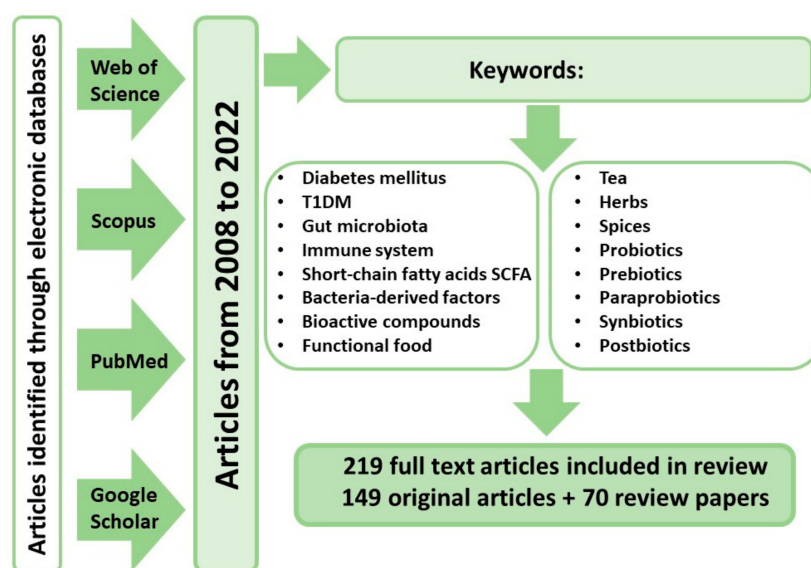 Articles identified through electronic databases
Web of
Science
Scopus
PubMed
Google
Scholar
Articles from 2008 to 2022
Keywords:
• Diabetes mellitus
• T1DM
• Gut microbiota
• Immune system
• Short-chain fatty acids SCFA
• Bacteria-derived factors
• Bioactive compounds
• Functional food
• Tea
• Herbs
• Spices
• Probiotics
• Prebiotics
• Paraprobiotics
• Synbiotics
• Postbiotics
219 full text articles included in review
149 original articles + 70 review papers